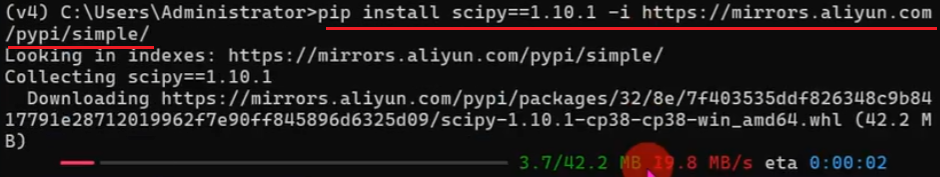 (v4) C:\Users\Administrator>pip install scipy==1.10.1 -i https://mirrors.aliyun.com
/pypi/simple/
Looking in indexes: https://mirrors.aliyun.com/pypi/simple/
Collecting scipy==1.10.1
  Downloading https://mirrors.aliyun.com/pypi/packages/32/8e/7f403535ddf826348c9b84
17791e28712019962f7e90ff845896d6325d09/scipy-1.10.1-cp38-cp38-win_amd64.whl (42.2 M
B)
3.7/42.2 MB 19.8 MB/s eta 0:00:02